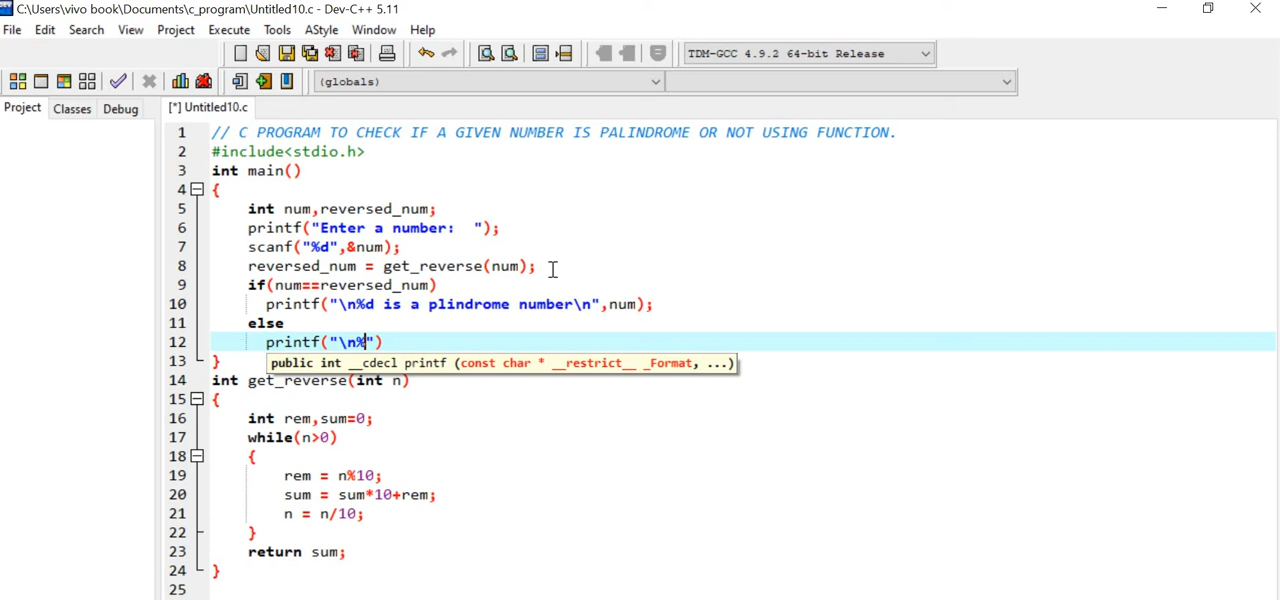 C:\Users\vivo book\Documents\c_program\Untitled10.c - Dev-C++ 5.11
File Edit Search View Project Execute Tools AStyle Window Help
TDM-GCC 4.9.2 64-bit Release
(globals)
Project Classes Debug [*] Untitled10.c
1 // C PROGRAM TO CHECK IF A GIVEN NUMBER IS PALINDROME OR NOT USING FUNCTION.
2 #include<stdio.h>
3 int main()
4 {
5 int num,reversed_num;
6 printf("Enter a number:  ");
7 scanf("%d",&num);
8 reversed_num = get_reverse(num);
9 if(num==reversed_num)
10 printf("\n%d is a plindrome number\n",num);
11 else
12 printf("\n%")
public int __cdecl printf (const char * __restrict__ _Format, ...)
13 }
14 int get_reverse(int n)
15 {
16 int rem,sum=0;
17 while(n>0)
18 {
19 rem = n%10;
20 sum = sum*10+rem;
21 n = n/10;
22 }
23 return sum;
24 }
25